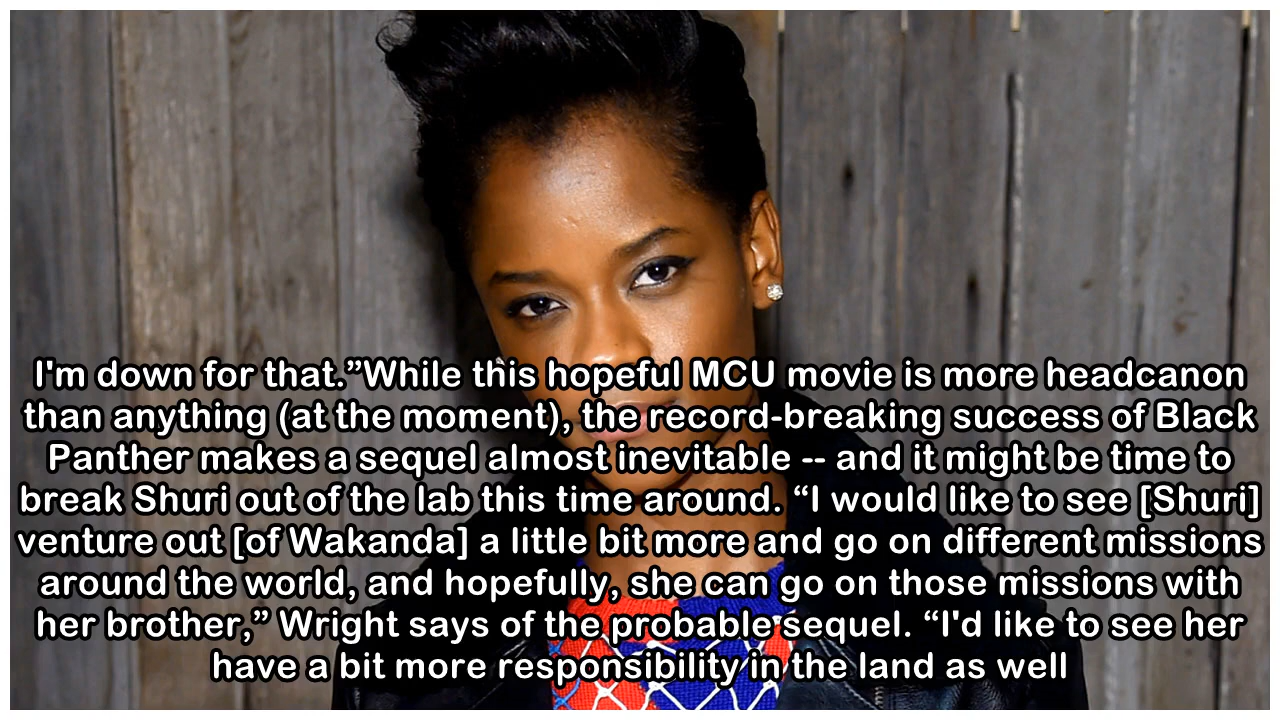 I'm down for that.”While this hopeful MCU movie is more headcanon
than anything (at the moment), the record-breaking success of Black
Panther makes a sequel almost inevitable -- and it might be time to
break Shuri out of the lab this time around. “I would like to see [Shuri]
venture out [of Wakanda] a little bit more and go on different missions
around the world, and hopefully, she can go on those missions with
her brother,” Wright says of the probable sequel. “I'd like to see her
have a bit more responsibility in the land as well